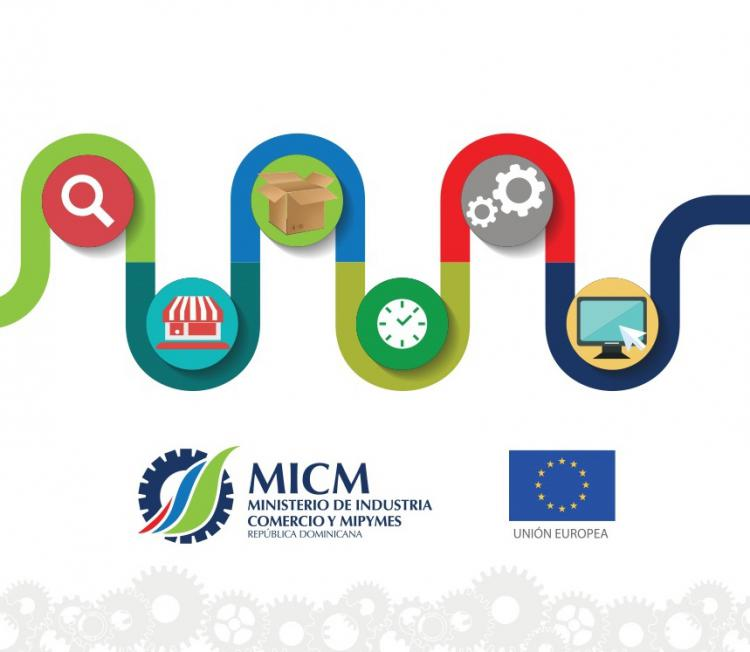 MICM
MINISTERIO DE INDUSTRIA
COMERCIO Y MIPYMES
REPÚBLICA DOMINICANA
UNIÓN EUROPEA